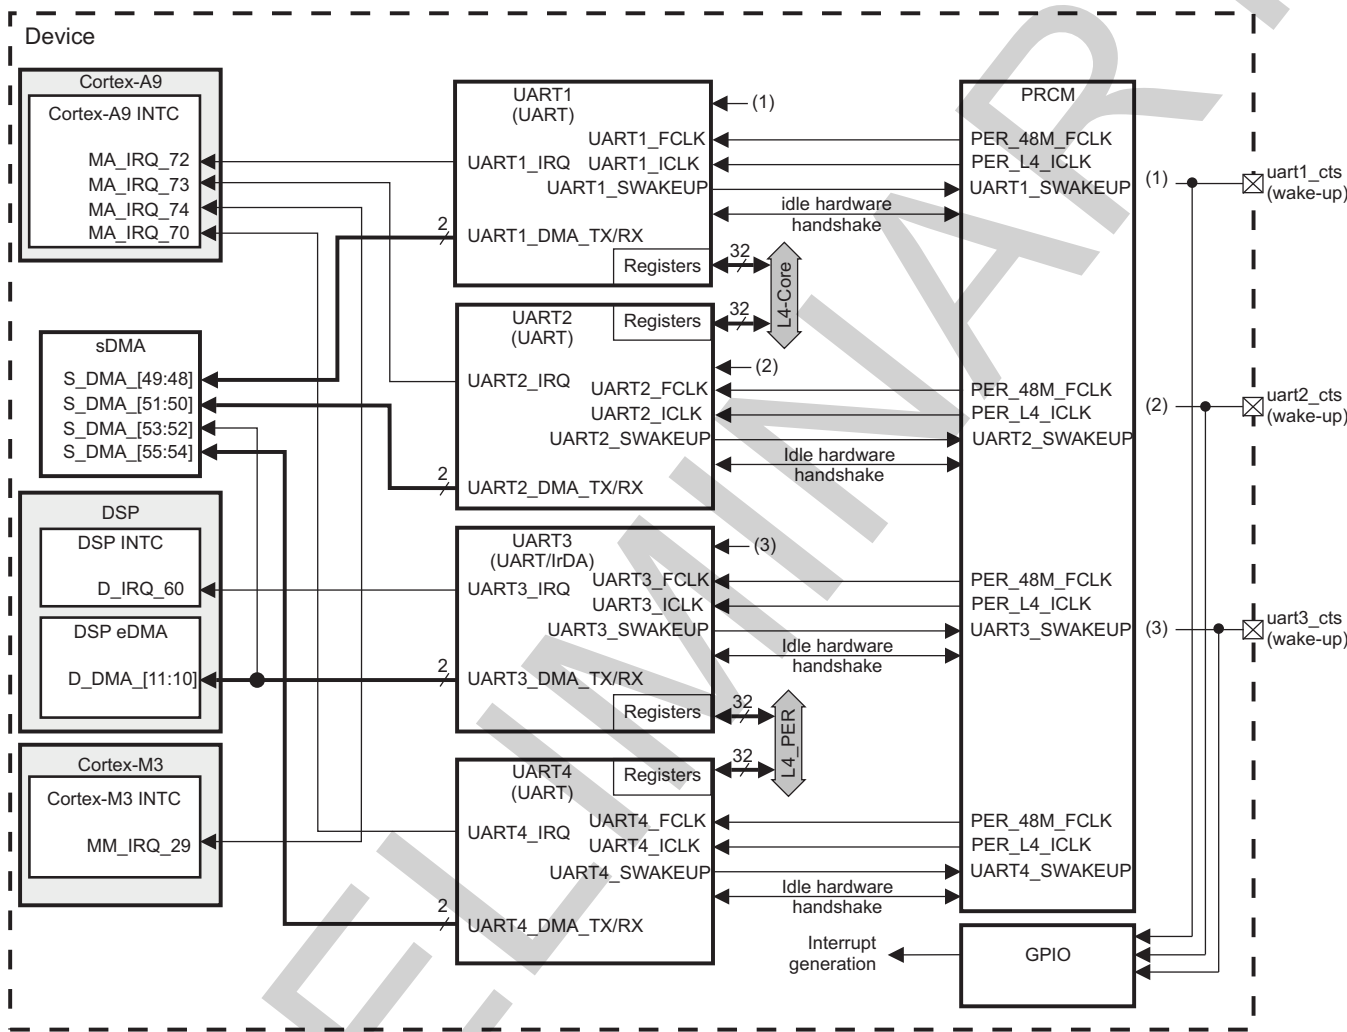 Device
Cortex-A9
Cortex-A9 INTC
MA_IRQ_72
MA_IRQ_73
MA_IRQ_74
MA_IRQ_70
sDMA
S_DMA_[49:48]
S_DMA_[51:50]
S_DMA_[53:52]
S_DMA_[55:54]
DSP
DSP INTC
D_IRQ_60
DSP eDMA
D_DMA_[11:10]
Cortex-M3
Cortex-M3 INTC
MM_IRQ_29
UART1
(UART)
(1)
UART1_FCLK
UART1_IRQ UART1_ICLK
UART1_SWAKEUP
idle hardware
handshake
2
UART1_DMA_TX/RX
Registers
32
L4-Core
UART2
(UART)
Registers
32
(2)
UART2_IRQ
UART2_FCLK
UART2_ICLK
UART2_SWAKEUP
Idle hardware
handshake
2
UART2_DMA_TX/RX
UART3
(UART/IrDA)
(3)
UART3_IRQ
UART3_FCLK
UART3_ICLK
UART3_SWAKEUP
Idle hardware
handshake
2
UART3_DMA_TX/RX
Registers
32
L4_PER
UART4
(UART)
Registers
32
UART4_IRQ
UART4_FCLK
UART4_ICLK
UART4_SWAKEUP
Idle hardware
handshake
2
UART4_DMA_TX/RX
PRCM
PER_48M_FCLK
PER_L4_ICLK
UART1_SWAKEUP
PER_48M_FCLK
PER_L4_ICLK
UART2_SWAKEUP
PER_48M_FCLK
PER_L4_ICLK
UART3_SWAKEUP
PER_48M_FCLK
PER_L4_ICLK
UART4_SWAKEUP
(1)
uart1_cts
(wake-up)
(2)
uart2_cts
(wake-up)
(3)
uart3_cts
(wake-up)
Interrupt
generation
GPIO
ELIMINAR